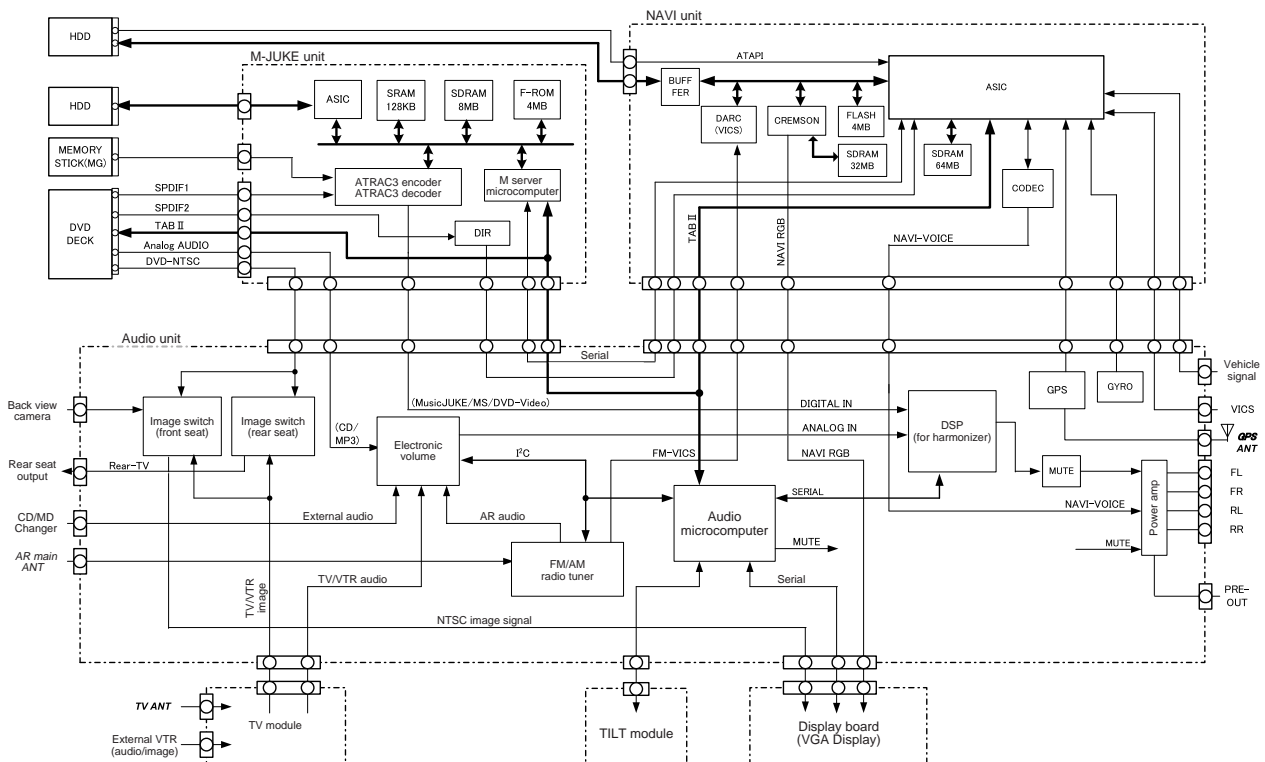 NAVI unit
HDD
M-JUKE unit
ATAPI
BUFF
FER
ASIC
HDD
ASIC
SRAM
128KB
SDRAM
8MB
F-ROM
4MB
DARC
(VICS)
CREMSON
FLASH
4MB
SDRAM
32MB
SDRAM
64MB
MEMORY
STICK(MG)
ATRAC3 encoder
ATRAC3 decoder
M server
microcomputer
CODEC
DVD
DECK
SPDIF1
SPDIF2
TAB II
Analog AUDIO
DVD-NTSC
DIR
TAB II
NAVI RGB
NAVI-VOICE
Audio unit
Serial
Back view
camera
Image switch
(front seat)
Image switch
(rear seat)
(CD/
MP3)
(MusicJUKE/MS/DVD-Video)
DIGITAL IN
Electronic
volume
ANALOG IN
DSP
(for harmonizer)
GPS
GYRO
Vehicle
signal
VICS
GPS
ANT
Rear seat
output
Rear-TV
I²C
FM-VICS
NAVI RGB
MUTE
Power amp
FL
FR
RL
RR
SERIAL
NAVI-VOICE
CD/MD
Changer
External audio
AR audio
Audio
microcomputer
MUTE
MUTE
AR main
ANT
FM/AM
radio tuner
TV/VTR
image
TV/VTR audio
Serial
PRE-
OUT
NTSC image signal
TV ANT
TV module
External VTR
(audio/image)
TILT module
Display board
(VGA Display)